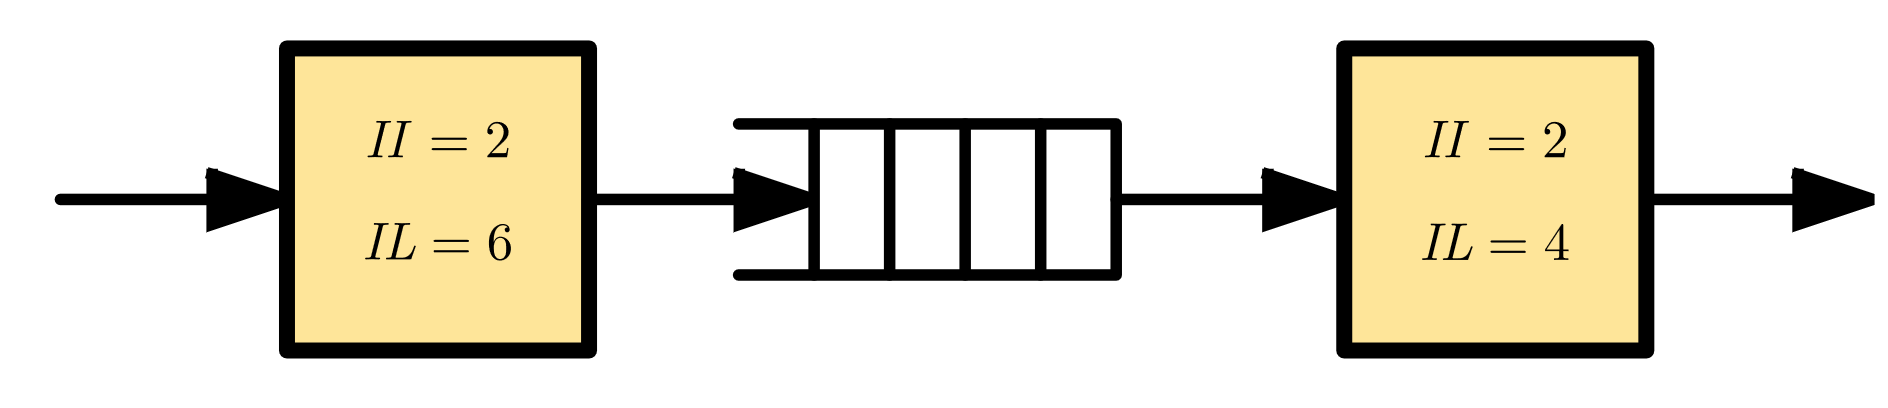 II = 2
IL = 6
II = 2
IL = 4